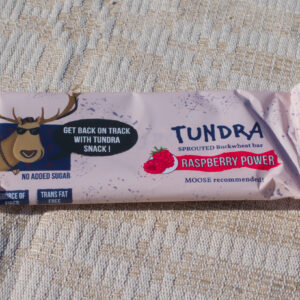 GET BACK ON TRACK
WITH TUNDRA
SNACK !
NO ADDED SUGAR
TRANS FAT
FREE
TUNDRA
SPROUTED Buckwheat bar
RASPBERRY POWER
MOOSE recommended!